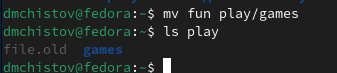 dmchistov@fedora:~$ mv fun play/games
dmchistov@fedora:~$ ls play
file.old  games
dmchistov@fedora:~$